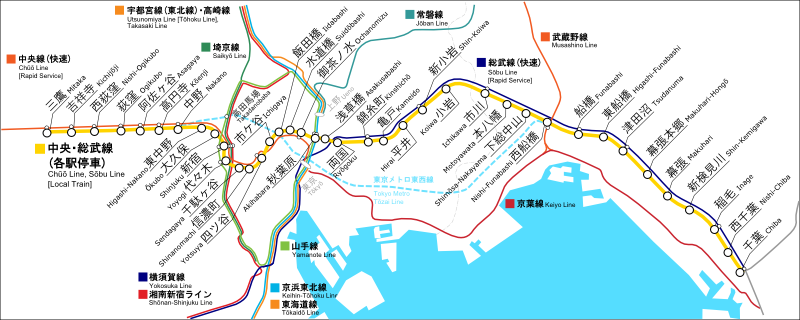 宇都宮線(東北線)・高崎線
Utsunomiya Line [Tōhoku Line],
Takasaki Line
埼京線
Saikyō Line
常磐線
Jōban Line
武蔵野線
Musashino Line
中央線(快速)
Chūō Line
[Rapid Service]
総武線(快速)
Sōbu Line
[Rapid Service]
三鷹 Mitaka
吉祥寺 Kichijōji
西荻窪 Nishi-Ogikubo
荻窪 Ogikubo
阿佐ケ谷 Asagaya
高円寺 Kōenji
中野 Nakano
高田馬場
Takadanobaba
市ケ谷 Ichigaya
飯田橋 Iidabashi
水道橋 Suidōbashi
御茶ノ水 Ochanomizu
上野 Ueno
浅草橋 Asakusabashi
錦糸町 Kinshichō
亀戸 Kameido
新小岩 Shin-Koiwa
船橋 Funabashi
東船橋 Higashi-Funabashi
津田沼 Tsudanuma
幕張本郷 Makuhari-Hongō
幕張 Makuhari
新検見川 Shin-Kemigawa
稲毛 Inage
西千葉 Nishi-Chiba
千葉 Chiba
中央・総武線
(各駅停車)
Chūō Line, Sōbu Line
[Local Train]
東中野
Higashi-Nakano
大久保
Ōkubo
新宿
Shinjuku
代々木
Yoyogi
千駄ケ谷
Sendagaya
信濃町
Shinanomachi
四ツ谷
Yotsuya
秋葉原
Akihabara
東京
Tōkyō
両国
Ryōgoku
平井
Hirai
小岩
Koiwa
市川
Ichikawa
本八幡
Motoyawata
下総中山
Shimōsa-Nakayama
西船橋
Nishi-Funabashi
東京メトロ東西線
Tokyo Metro
Tōzai Line
京葉線 Keiyō Line
山手線
Yamanote Line
横須賀線
Yokosuka Line
湘南新宿ライン
Shōnan-Shinjuku Line
京浜東北線
Keihin-Tōhoku Line
東海道線
Tōkaidō Line